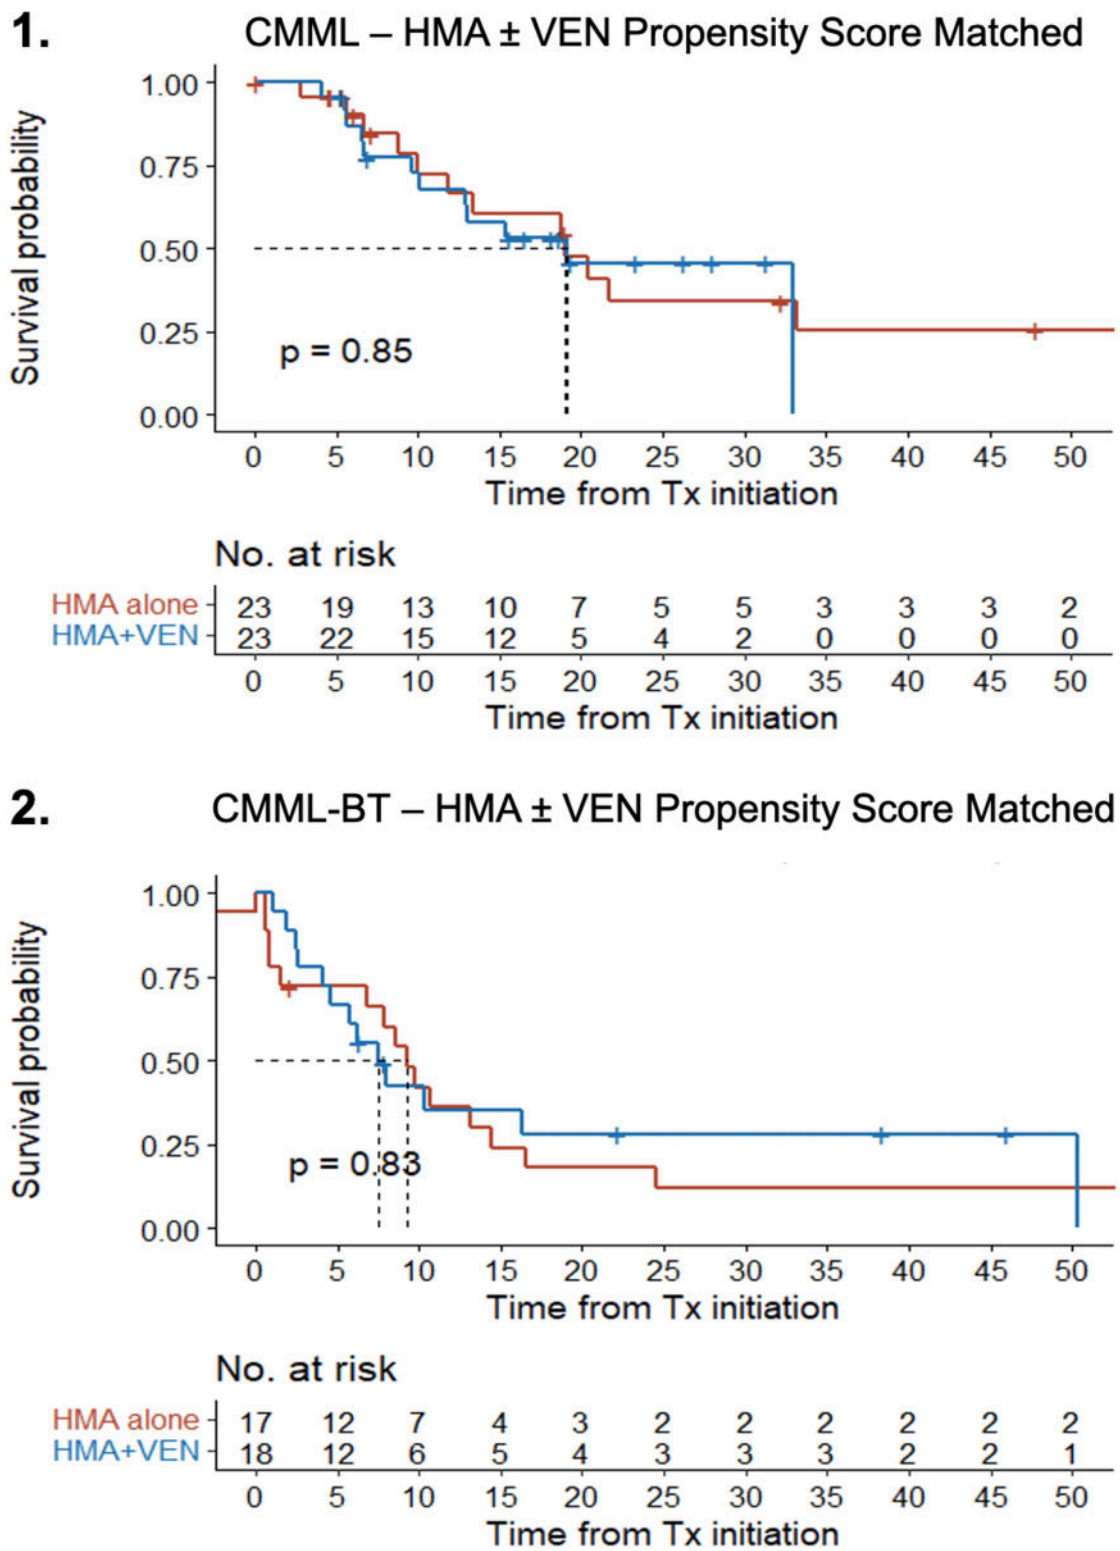 1.
CMML – HMA ± VEN Propensity Score Matched
Survival probability
1.00
0.75
0.50
0.25
0.00
p = 0.85
0 5 10 15 20 25 30 35 40 45 50
Time from Tx initiation
No. at risk
HMA alone 23 19 13 10 7 5 5 3 3 3 2
HMA+VEN 23 22 15 12 5 4 2 0 0 0 0
0 5 10 15 20 25 30 35 40 45 50
Time from Tx initiation
2.
CMML-BT – HMA ± VEN Propensity Score Matched
Survival probability
1.00
0.75
0.50
0.25
0.00
p = 0.83
0 5 10 15 20 25 30 35 40 45 50
Time from Tx initiation
No. at risk
HMA alone 17 12 7 4 3 2 2 2 2 2 2
HMA+VEN 18 12 6 5 4 3 3 3 2 2 1
0 5 10 15 20 25 30 35 40 45 50
Time from Tx initiation